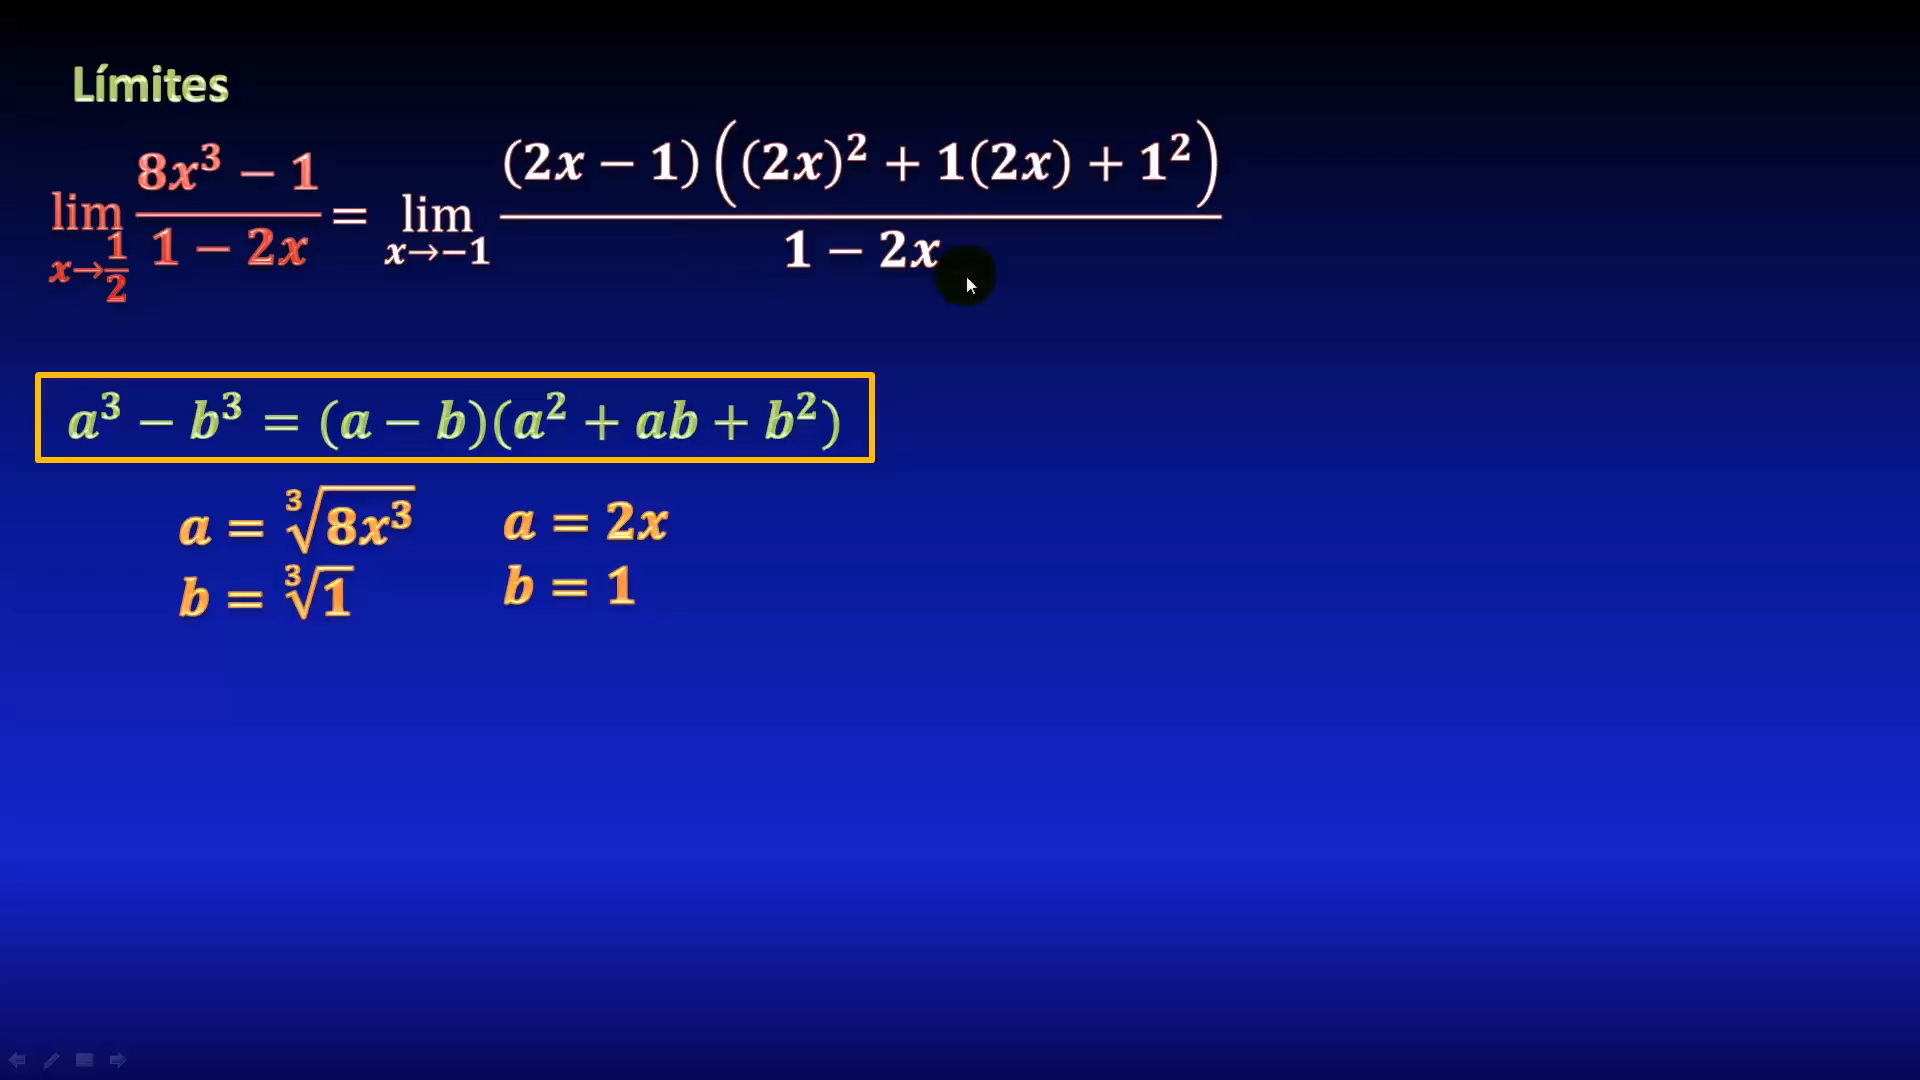 Límites
lim x→1/2 (8x³ − 1)/(1 − 2x) = lim x→−1 ((2x − 1)((2x)² + 1(2x) + 1²))/(1 − 2x)
a³ − b³ = (a − b)(a² + ab + b²)
a = ∛(8x³) a = 2x
b = ∛1 b = 1